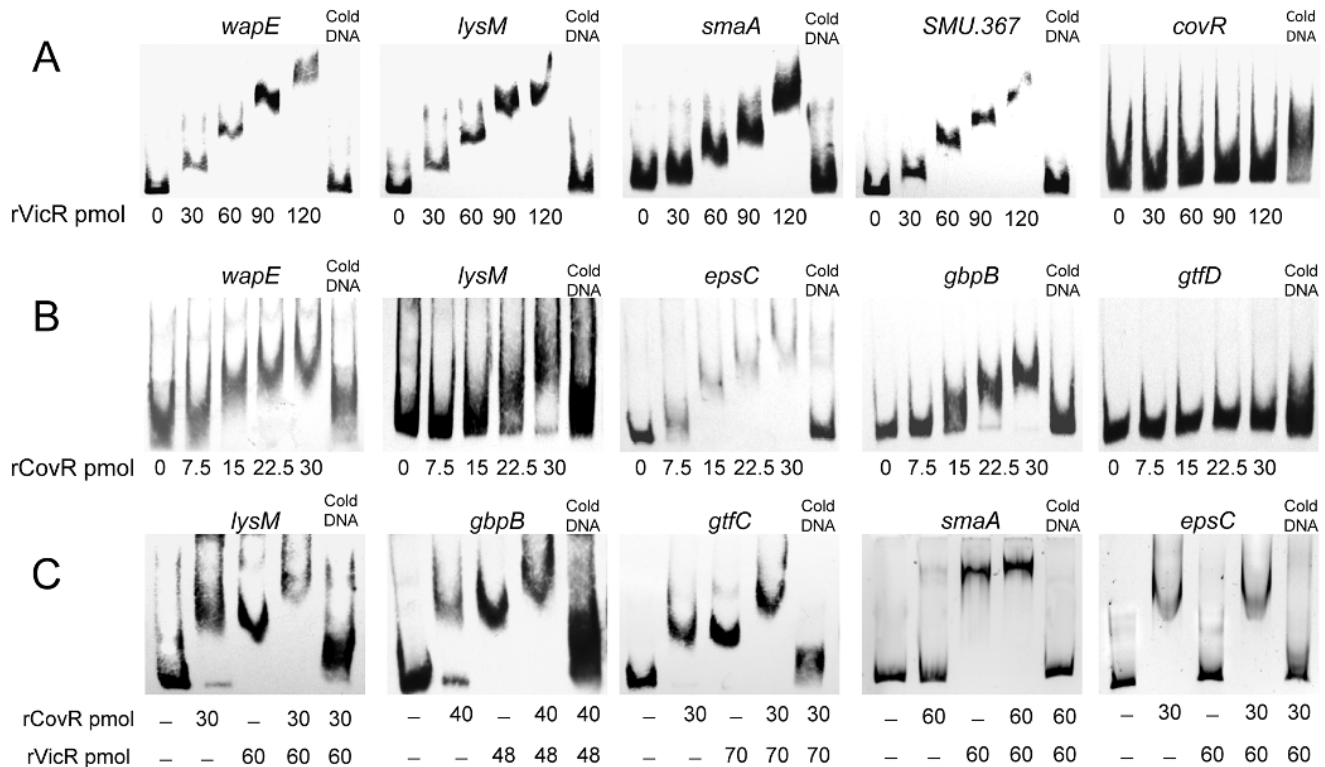 Cold Cold Cold Cold Cold
wapE DNA lysM DNA smaA DNA SMU.367 DNA covR DNA
A
rVicR pmol 0 30 60 90 120 0 30 60 90 120 0 30 60 90 120 0 30 60 90 120 0 30 60 90 120
Cold Cold Cold Cold Cold
wapE DNA lysM DNA epsC DNA gbpB DNA gtfD DNA
B
rCovR pmol 0 7.5 15 22.5 30 0 7.5 15 22.5 30 0 7.5 15 22.5 30 0 7.5 15 22.5 30 0 7.5 15 22.5 30
Cold Cold Cold Cold Cold
lysM DNA gbpB DNA gtfC DNA smaA DNA epsC DNA
C
rCovR pmol – 30 – 30 30 – 40 – 40 40 – 30 – 30 30 – 60 – 60 60 – 30 – 30 30
rVicR pmol – – 60 60 60 – – 48 48 48 – – 70 70 70 – – 60 60 60 – – 60 60 60